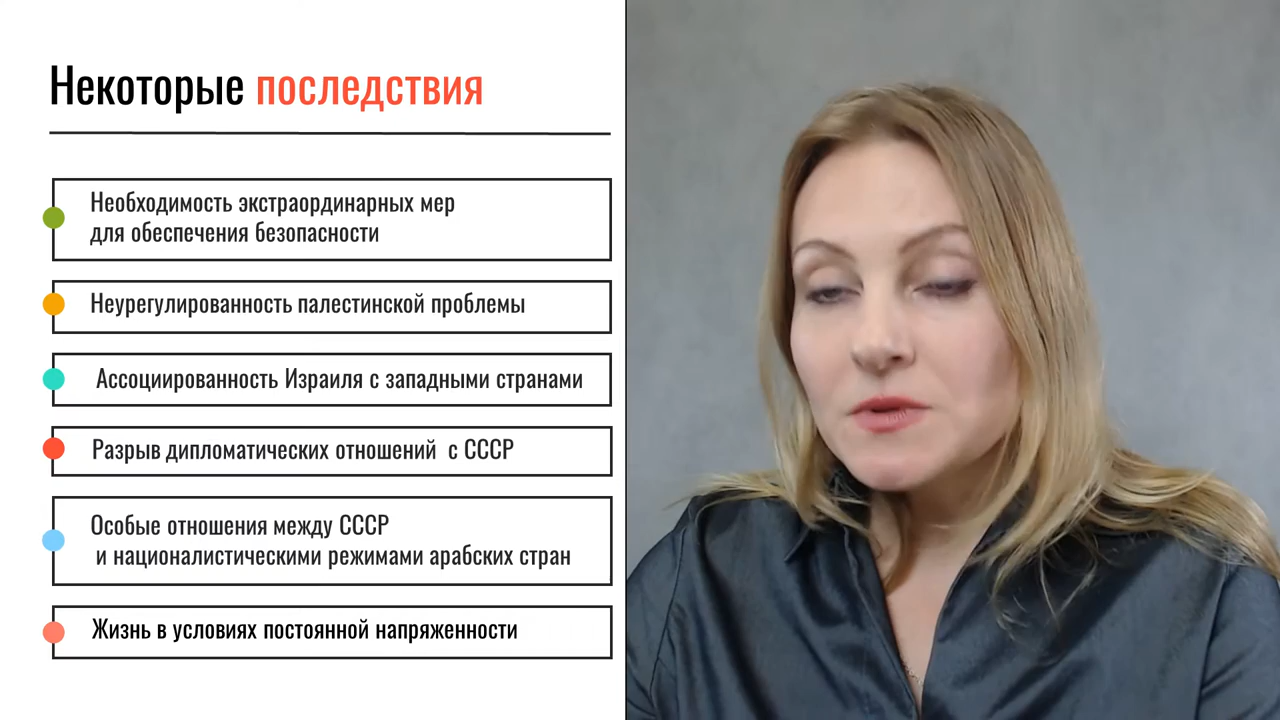 Некоторые последствия
Необходимость экстраординарных мер
для обеспечения безопасности
Неурегулированность палестинской проблемы
Ассоциированность Израиля с западными странами
Разрыв дипломатических отношений с СССР
Особые отношения между СССР
и националистическими режимами арабских стран
Жизнь в условиях постоянной напряженности